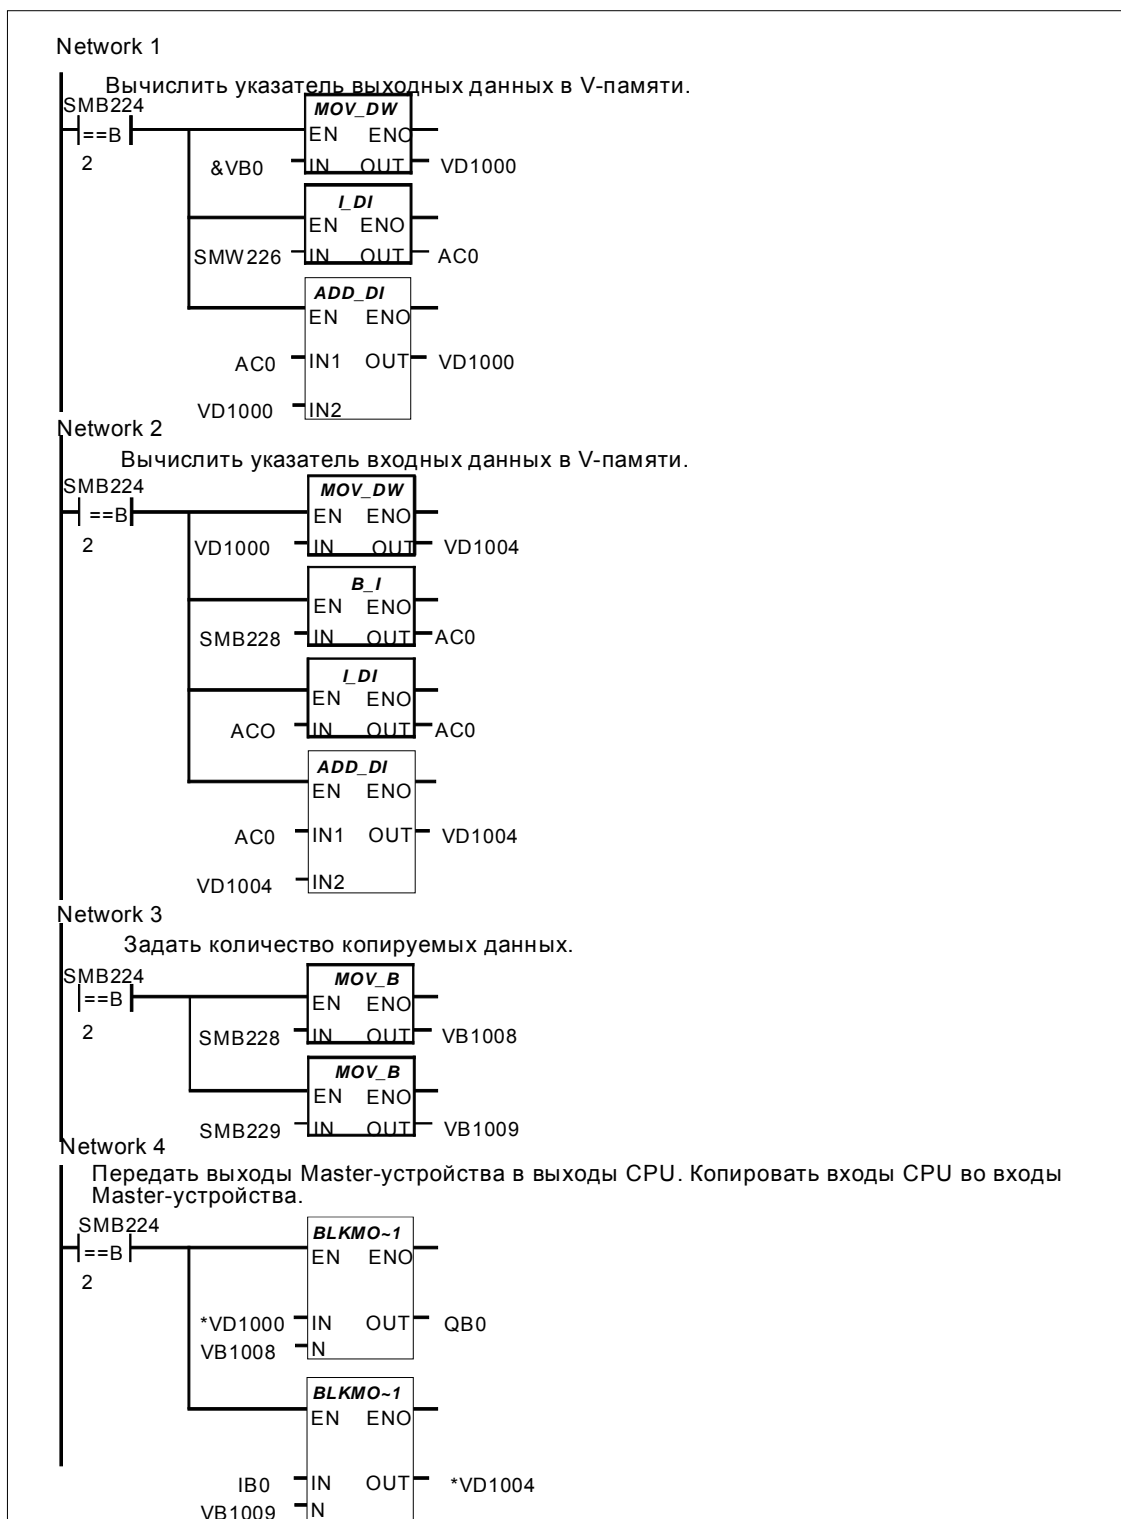 Network 1
Вычислить указатель выходных данных в V-памяти.
SMB224
MOV_DW
==B
EN ENO
2
&VB0
IN OUT
VD1000
I_DI
EN ENO
SMW226
IN OUT
AC0
ADD_DI
EN ENO
AC0
IN1 OUT
VD1000
VD1000
IN2
Network 2
Вычислить указатель входных данных в V-памяти.
SMB224
MOV_DW
==B
EN ENO
2
VD1000
IN OUT
VD1004
B_I
EN ENO
SMB228
IN OUT
AC0
I_DI
EN ENO
ACO
IN OUT
AC0
ADD_DI
EN ENO
AC0
IN1 OUT
VD1004
VD1004
IN2
Network 3
Задать количество копируемых данных.
SMB224
MOV_B
==B
EN ENO
2
SMB228
IN OUT
VB1008
MOV_B
EN ENO
SMB229
IN OUT
VB1009
Network 4
Передать выходы Master-устройства в выходы CPU. Копировать входы CPU во входы
Master-устройства.
SMB224
BLKMO~1
==B
EN ENO
2
*VD1000
IN OUT
QB0
VB1008
N
BLKMO~1
EN ENO
IB0
IN OUT
*VD1004
VB1009
N